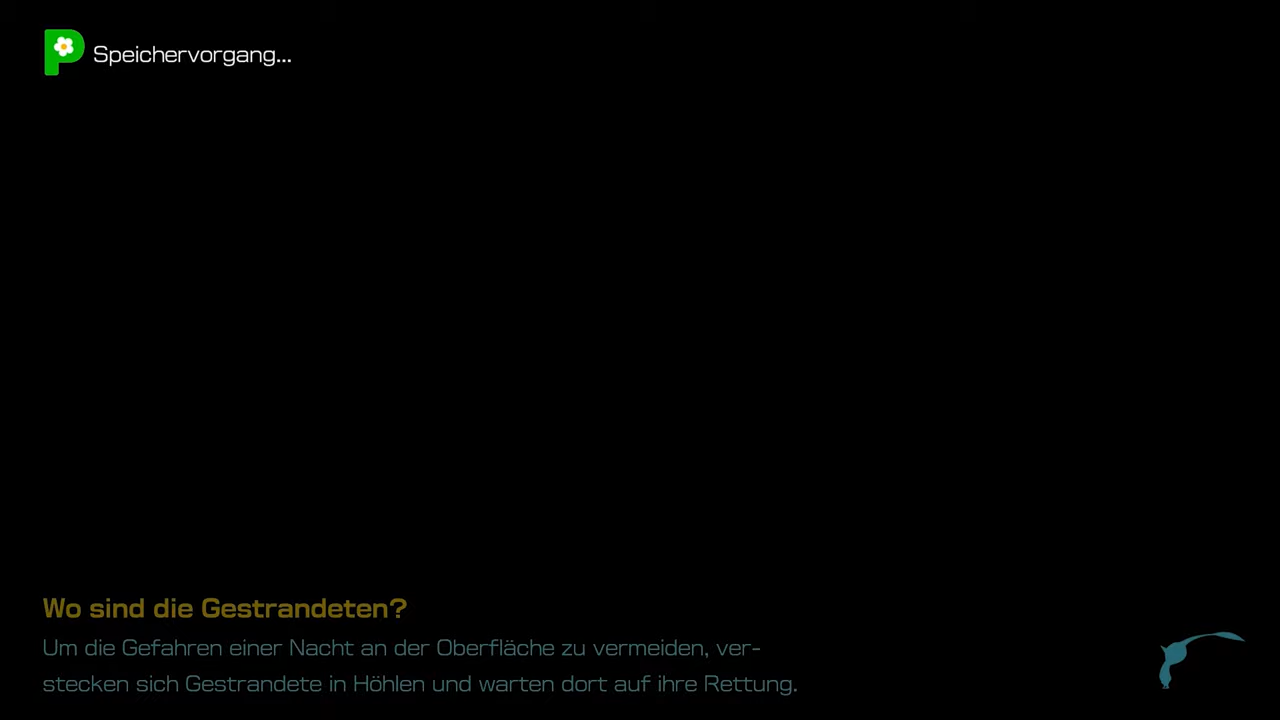 Speichervorgang...
Wo sind die Gestrandeten?
Um die Gefahren einer Nacht an der Oberfläche zu vermeiden, ver-
stecken sich Gestrandete in Höhlen und warten dort auf ihre Rettung.